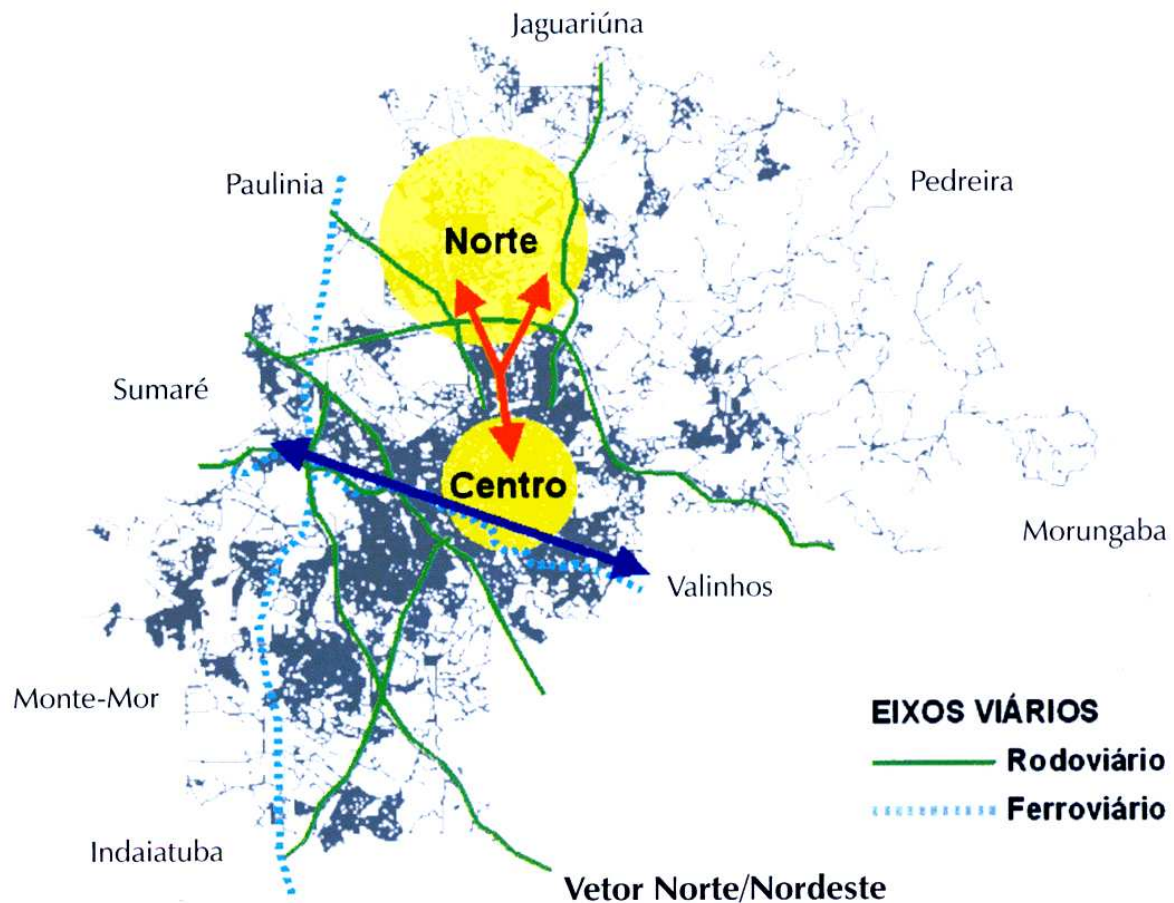 Jaguariúna
Paulinia
Pedreira
Norte
Sumaré
Centro
Morungaba
Valinhos
Monte-Mor
EIXOS VIÁRIOS
Rodoviário
Ferroviário
Indaiatuba
Vetor Norte/Nordeste